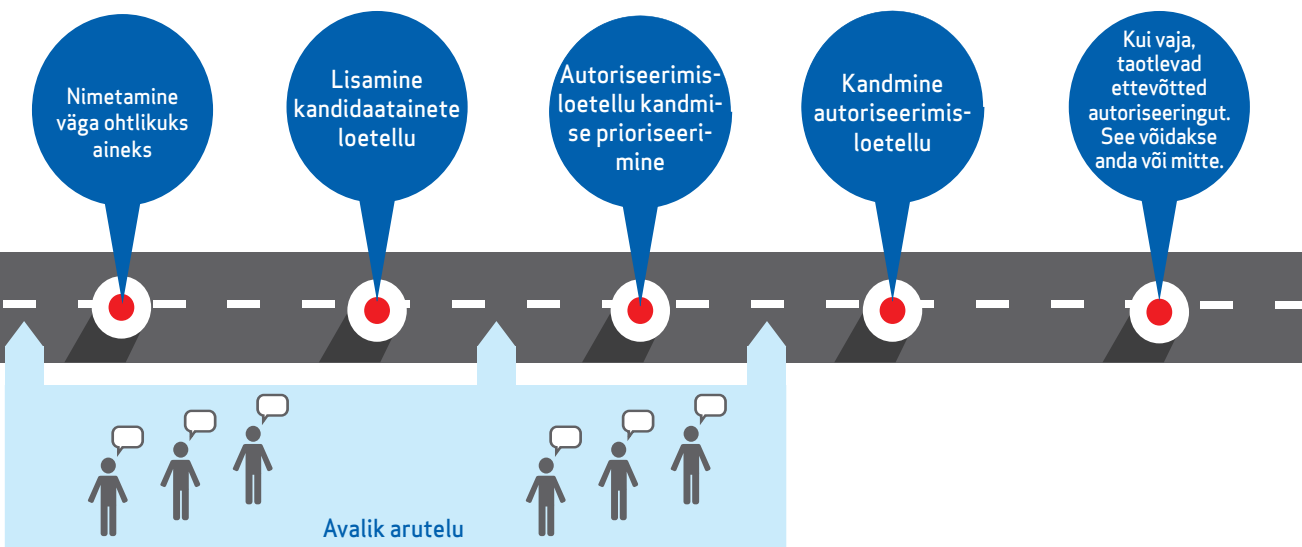 Nimetamine
väga ohtlikuks
aineks
Lisamine
kandidaatainete
loetellu
Autoriseerimis-
loetellu kandmi-
se prioriseeri-
mine
Kandmine
autoriseerimis-
loetellu
Kui vaja,
taotlevad
ettevõtted
autoriseeringut.
See võidakse
anda või mitte.
Avalik arutelu